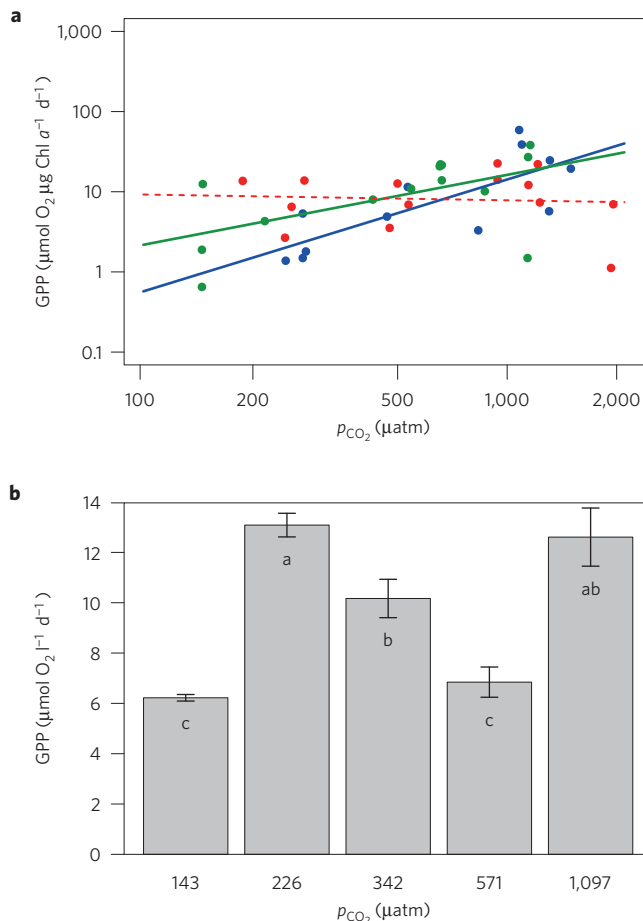 a
1,000
100
10
1
0.1
GPP (μmol O₂ μg Chl a⁻¹ d⁻¹)
100 200 500 1,000 2,000
pCO₂ (μatm)
b
14
12
10
8
6
4
2
0
GPP (μmol O₂ l⁻¹ d⁻¹)
c a b c ab
143 226 342 571 1,097
pCO₂ (μatm)